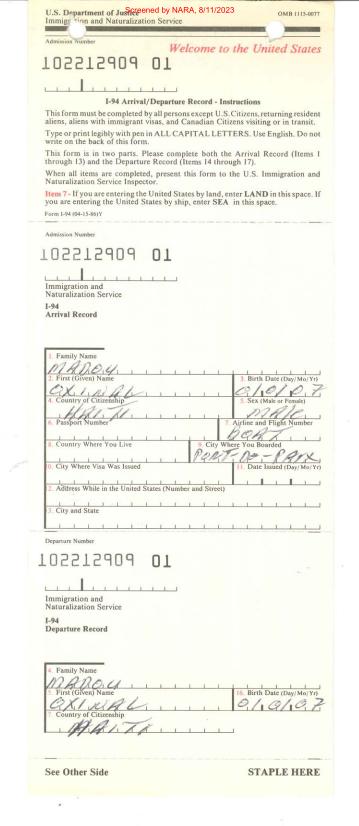 Screened by NARA, 8/11/2023
U.S. Department of Justice
Immigration and Naturalization Service
OMB 1115-0077
Admission Number
Welcome to the United States
102212909 01
I-94 Arrival/Departure Record - Instructions
This form must be completed by all persons except U.S. Citizens, returning resident
aliens, aliens with immigrant visas, and Canadian Citizens visiting or in transit.
Type or print legibly with pen in ALL CAPITAL LETTERS. Use English. Do not
write on the back of this form.
This form is in two parts. Please complete both the Arrival Record (Items 1
through 13) and the Departure Record (Items 14 through 17).
When all items are completed, present this form to the U.S. Immigration and
Naturalization Service Inspector.
Item 7 - If you are entering the United States by land, enter LAND in this space. If
you are entering the United States by ship, enter SEA in this space.
Form I-94 (04-15-86)Y
Admission Number
102212909 01
Immigration and
Naturalization Service
I-94
Arrival Record
1. Family Name
MADOU
2. First (Given) Name
3. Birth Date (Day/Mo/Yr)
OXINAL
010107
4. Country of Citizenship
5. Sex (Male or Female)
HAITI
MALE
6. Passport Number
7. Airline and Flight Number
BOAT
8. Country Where You Live
9. City Where You Boarded
PORT-DE-PAIX
10. City Where Visa Was Issued
11. Date Issued (Day/Mo/Yr)
2. Address While in the United States (Number and Street)
3. City and State
Departure Number
102212909 01
Immigration and
Naturalization Service
I-94
Departure Record
4. Family Name
MADOU
5. First (Given) Name
16. Birth Date (Day/Mo/Yr)
OXINAL
010107
7. Country of Citizenship
HAITI
See Other Side
STAPLE HERE